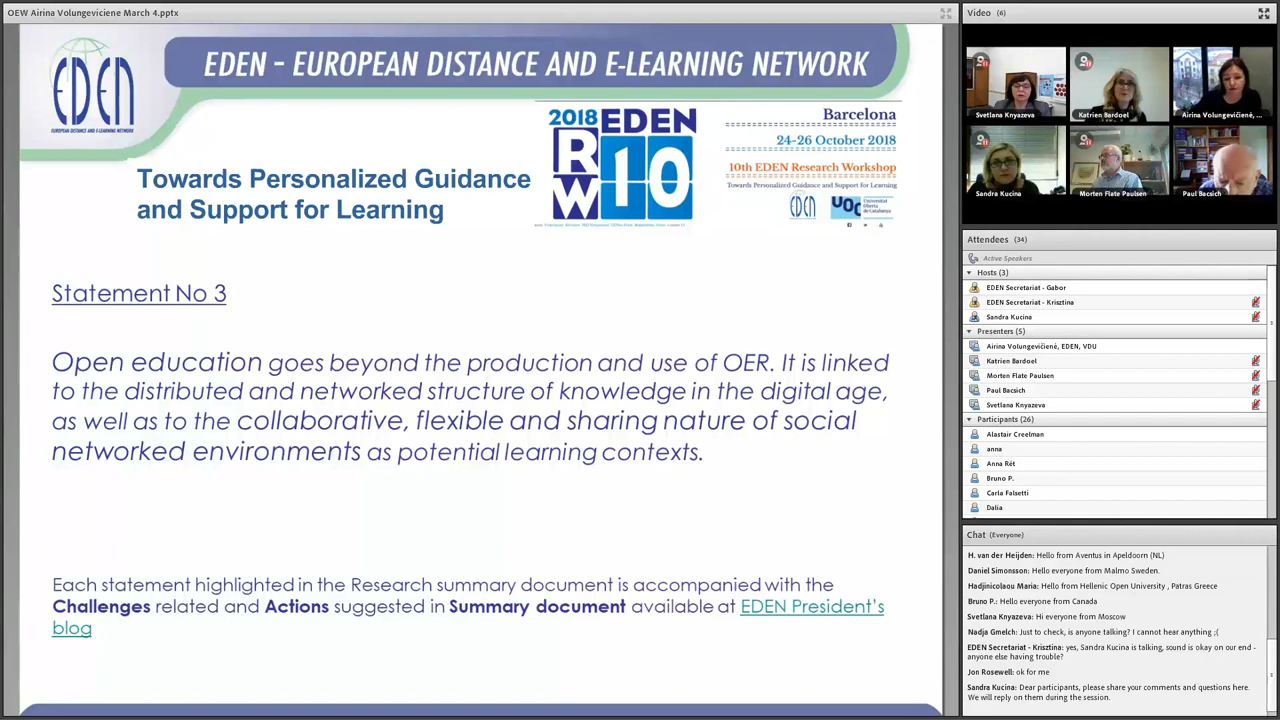 OEW Airina Volungeviciene March 4.pptx
EDEN
EUROPEAN DISTANCE AND E-LEARNING NETWORK
EDEN - EUROPEAN DISTANCE AND E-LEARNING NETWORK
2018 EDEN
RW 10
Barcelona
24-26 October 2018
10th EDEN Research Workshop
Towards Personalized Guidance and Support for Learning
EDEN
UOC Universitat Oberta de Catalunya
Towards Personalized Guidance
and Support for Learning
Statement No 3
Open education goes beyond the production and use of OER. It is linked
to the distributed and networked structure of knowledge in the digital age,
as well as to the collaborative, flexible and sharing nature of social
networked environments as potential learning contexts.
Each statement highlighted in the Research summary document is accompanied with the
Challenges related and Actions suggested in Summary document available at EDEN President's
blog
Video (6)
Svetlana Knyazeva
Katrien Bardoel
Airina Volungevičienė, ...
Sandra Kucina
Morten Flate Paulsen
Paul Bacsich
Attendees (34)
Active Speakers
Hosts (3)
EDEN Secretariat - Gabor
EDEN Secretariat - Krisztina
Sandra Kucina
Presenters (5)
Airina Volungevičienė, EDEN, VDU
Katrien Bardoel
Morten Flate Paulsen
Paul Bacsich
Svetlana Knyazeva
Participants (26)
Alastair Creelman
anna
Anna Rét
Bruno P.
Carla Falsetti
Dalia
Chat (Everyone)
H. van der Heijden: Hello from Aventus in Apeldoorn (NL)
Daniel Simonsson: Hello everyone from Malmo Sweden.
Hadjinicolaou Maria: Hello from Hellenic Open University , Patras Greece
Bruno P.: Hello everyone from Canada
Svetlana Knyazeva: Hi everyone from Moscow
Nadja Gmelch: Just to check, is anyone talking? I cannot hear anything ;(
EDEN Secretariat - Krisztina: yes, Sandra Kucina is talking, sound is okay on our end -
anyone else having trouble?
Jon Rosewell: ok for me
Sandra Kucina: Dear participants, please share your comments and questions here.
We will reply on them during the session.